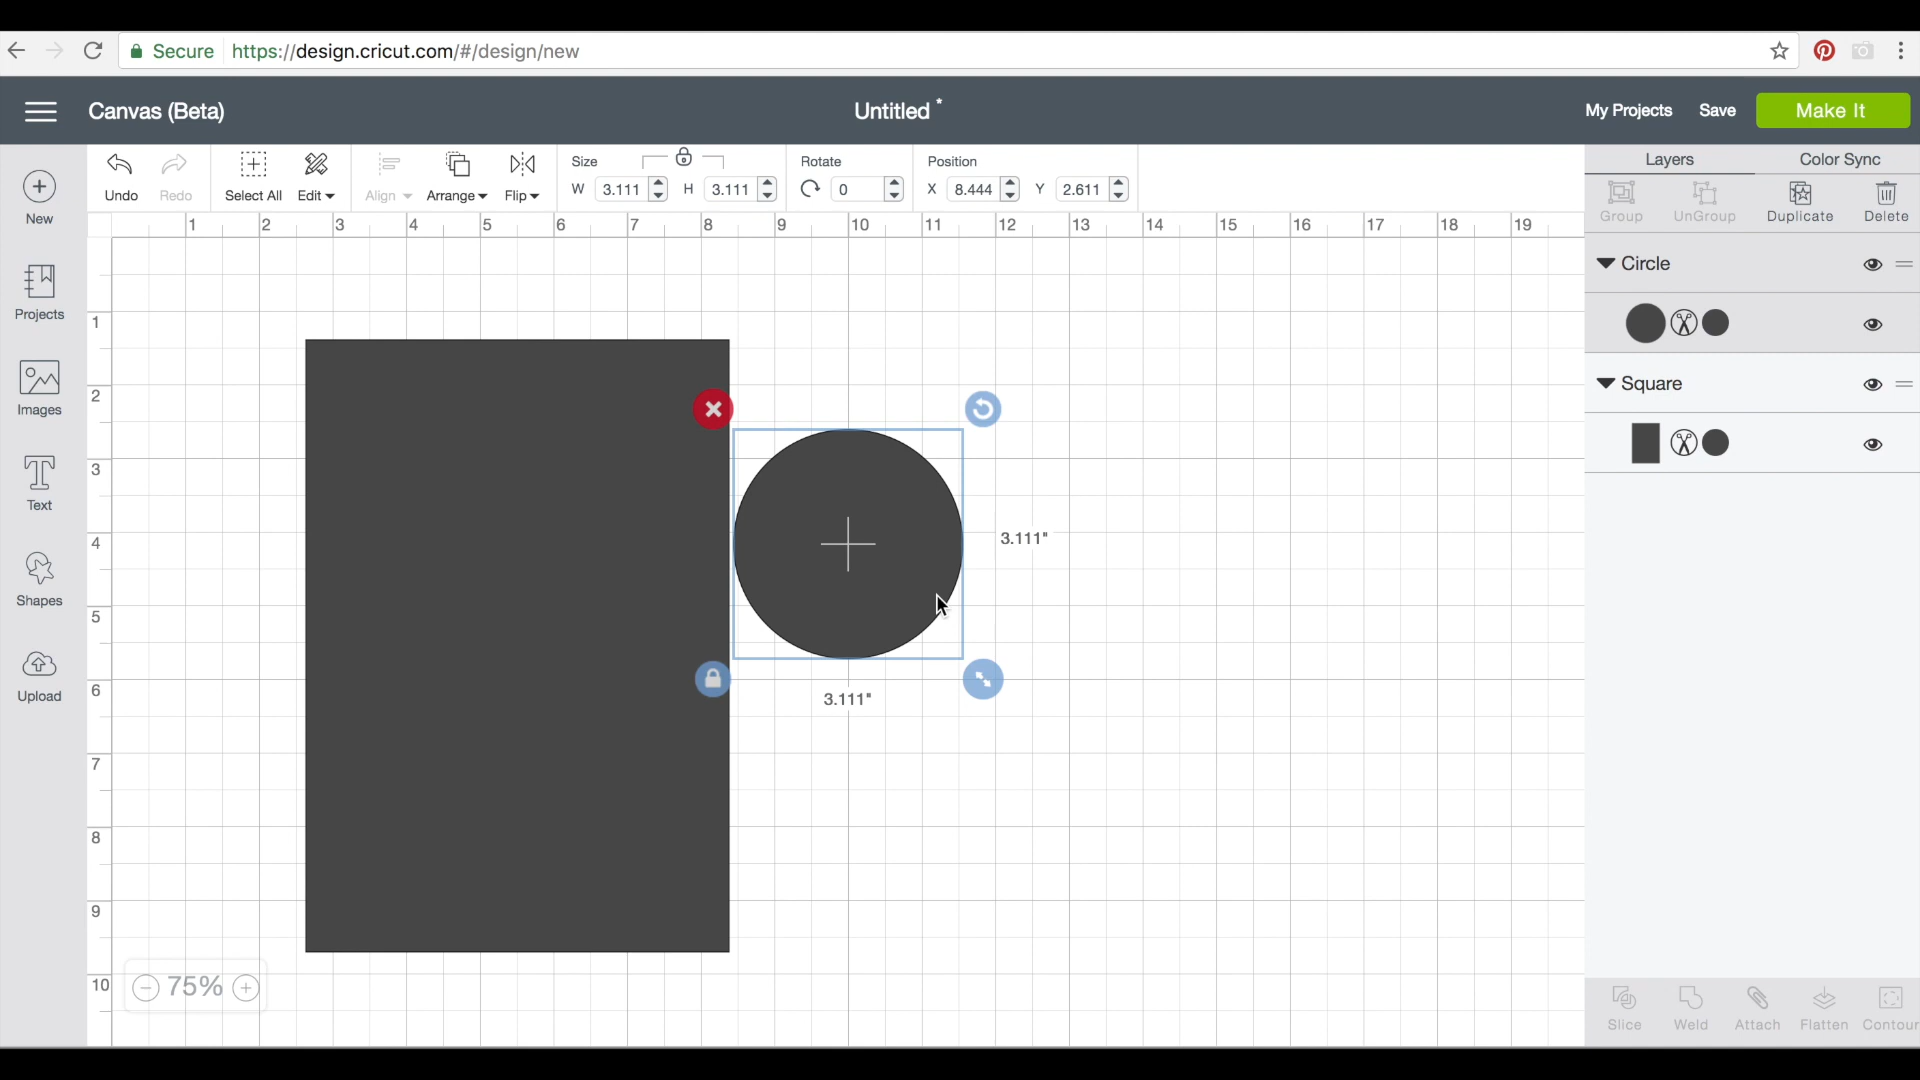 Secure https://design.cricut.com/#/design/new
Canvas (Beta) Untitled * My Projects Save Make It
Undo Redo Select All Edit Align Arrange Flip Size W 3.111 H 3.111 Rotate 0 Position X 8.444 Y 2.611
Layers Color Sync
Group UnGroup Duplicate Delete
1 2 3 4 5 6 7 8 9 10 11 12 13 14 15 16 17 18 19
1
2
3
4
5
6
7
8
9
10
New
Projects
Images
Text
Shapes
Upload
3.111"
3.111"
75%
Circle
Square
Slice Weld Attach Flatten Contour